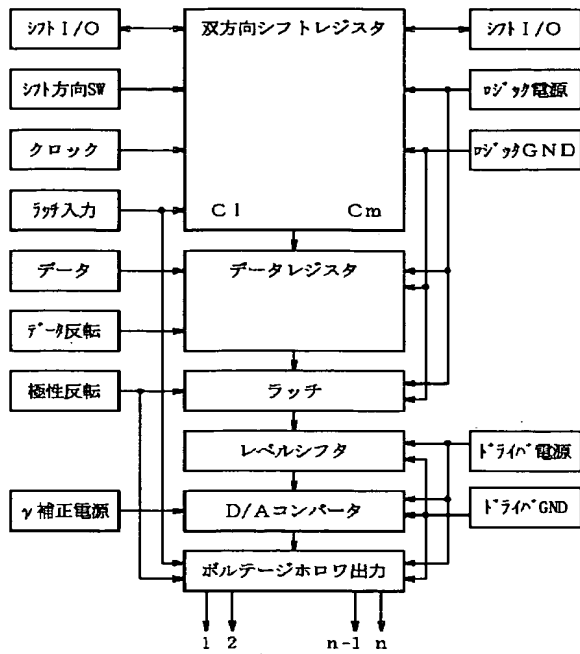 ｼﾌﾄ I/O
双方向シフトレジスタ
ｼﾌﾄ I/O
ｼﾌﾄ方向SW
ﾛｼﾞｯｸ電源
クロック
ﾛｼﾞｯｸGND
ﾗｯﾁ入力
C1
Cm
データ
データレジスタ
ﾃﾞｰﾀ反転
極性反転
ラッチ
レベルシフタ
ﾄﾞﾗｲﾊﾞ電源
γ補正電源
D/Aコンバータ
ﾄﾞﾗｲﾊﾞGND
ボルテージホロワ出力
1 2 n-1 n